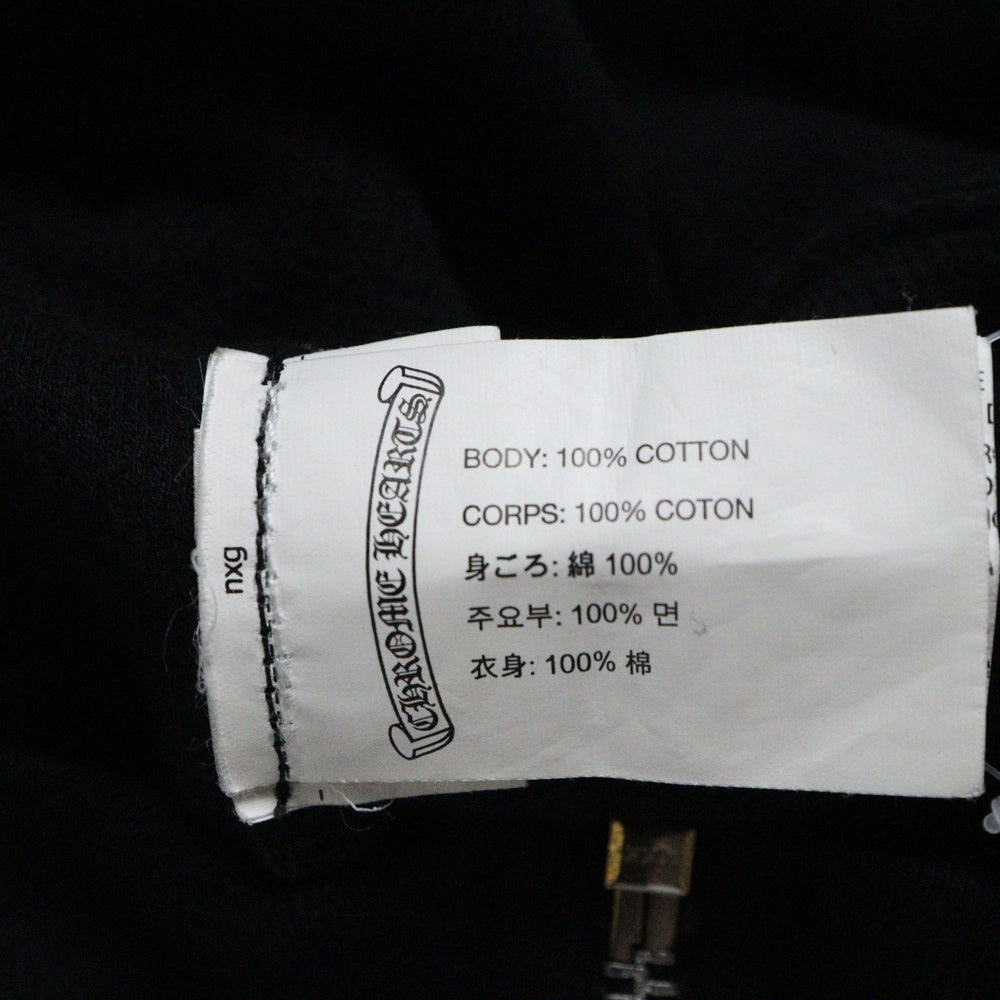 CHROME HEARTS
BODY: 100% COTTON
CORPS: 100% COTON
身ごろ: 綿 100%
주요부: 100% 면
衣身: 100% 棉
nxg